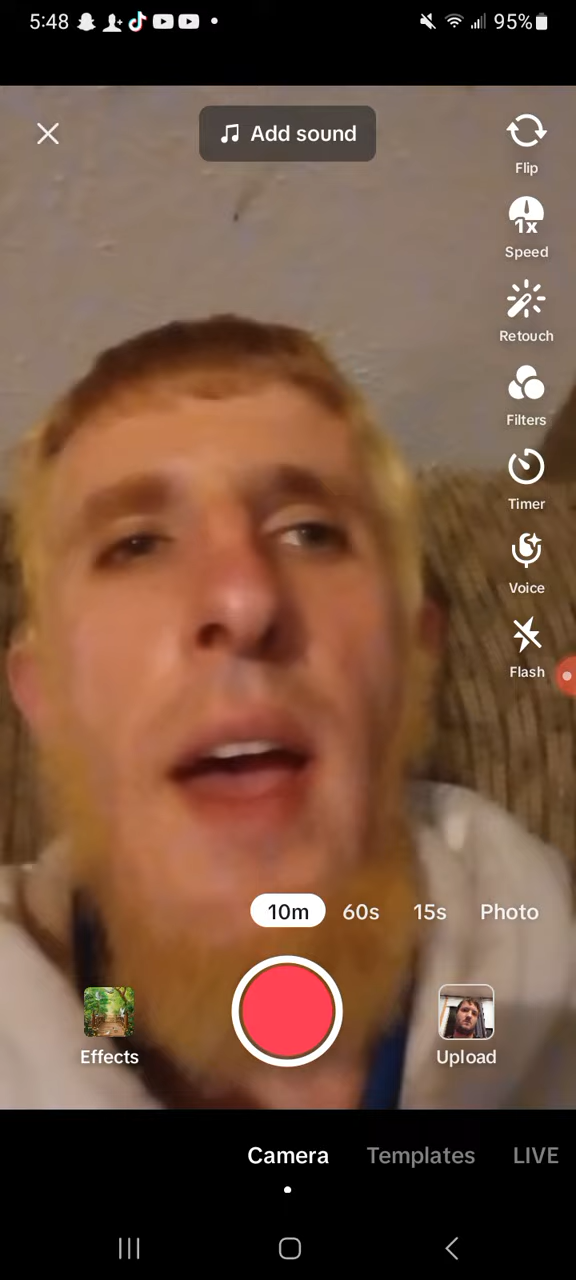 5:48
95%
Add sound
Flip
1x
Speed
Retouch
Filters
Timer
Voice
Flash
10m 60s 15s Photo
Effects
Upload
Camera Templates LIVE